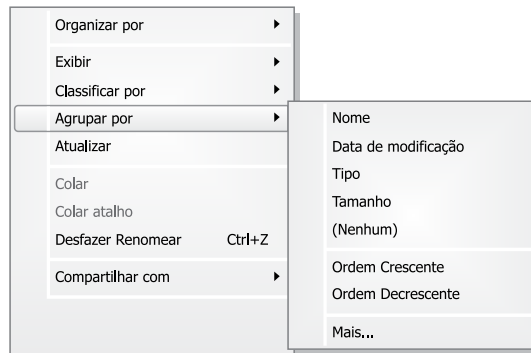 Organizar por
Exibir
Classificar por
Agrupar por
Atualizar
Colar
Colar atalho
Desfazer Renomear Ctrl+Z
Compartilhar com
Nome
Data de modificação
Tipo
Tamanho
(Nenhum)
Ordem Crescente
Ordem Decrescente
Mais...